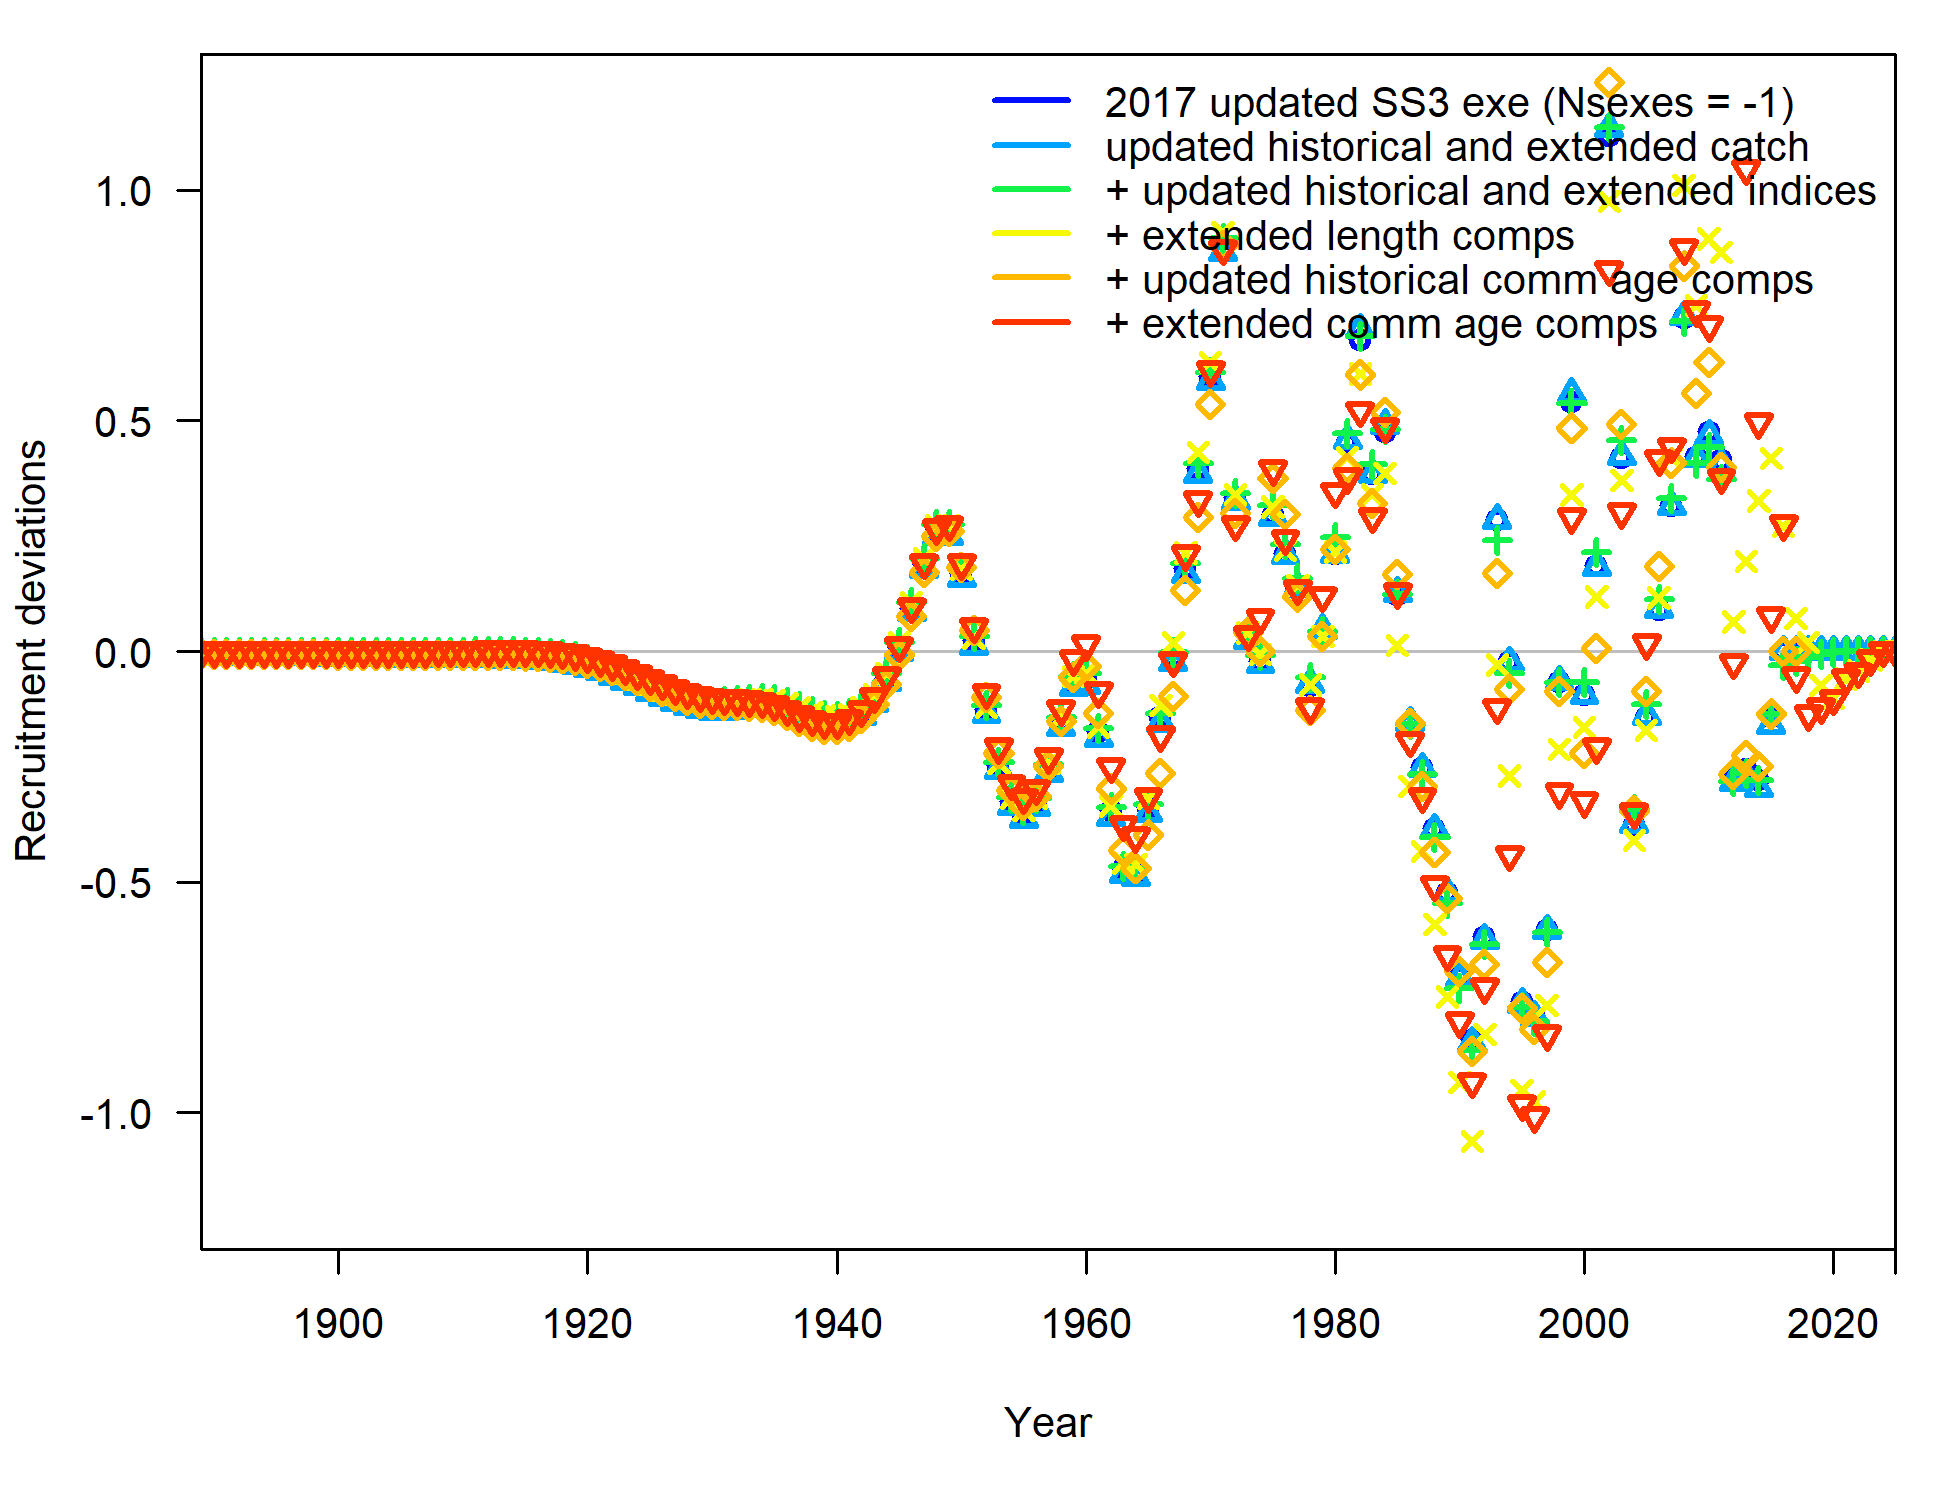 2017 updated SS3 exe (Nsexes = -1)
updated historical and extended catch
+ updated historical and extended indices
+ extended length comps
+ updated historical comm age comps
+ extended comm age comps
1.0
0.5
0.0
-0.5
-1.0
Recruitment deviations
1900 1920 1940 1960 1980 2000 2020
Year